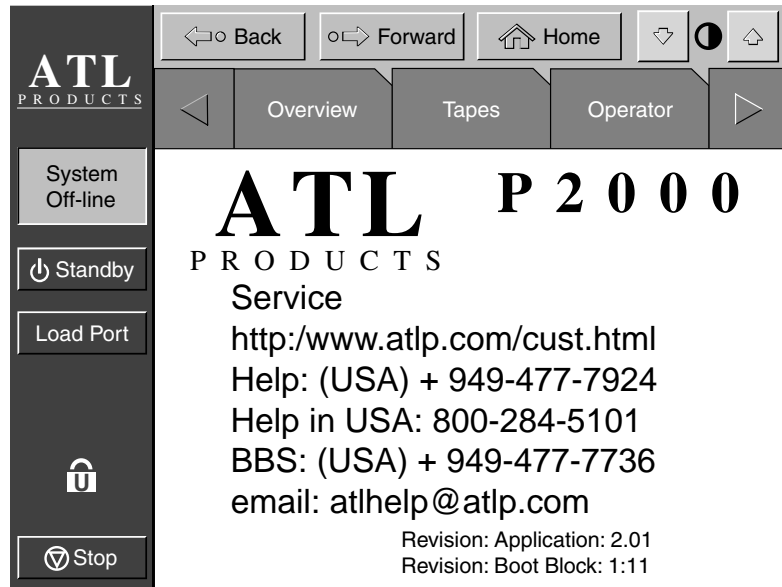 Back Forward Home
ATL
PRODUCTS
Overview Tapes Operator
System
Off-line
Standby
Load Port
U
Stop
ATL P2000
PRODUCTS
Service
http:/www.atlp.com/cust.html
Help: (USA) + 949-477-7924
Help in USA: 800-284-5101
BBS: (USA) + 949-477-7736
email: atlhelp@atlp.com
Revision: Application: 2.01
Revision: Boot Block: 1:11